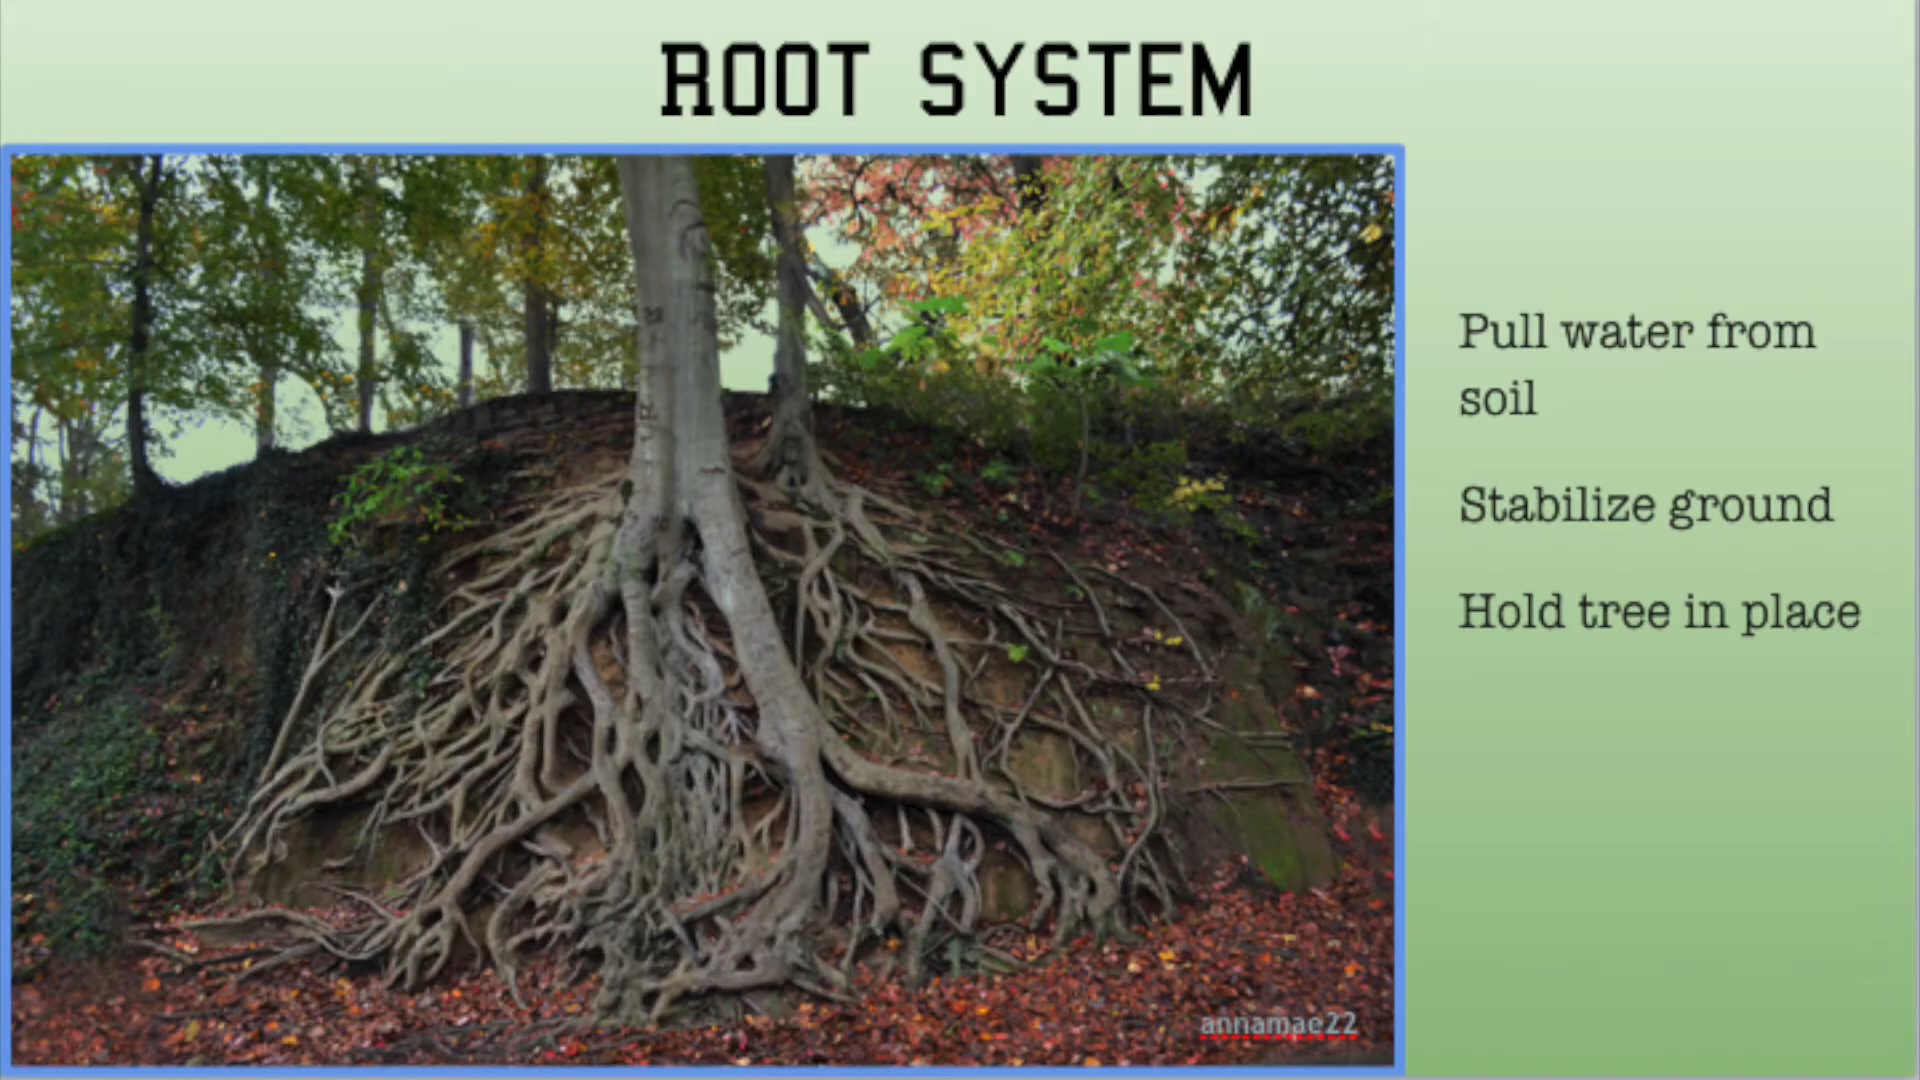 ROOT SYSTEM
Pull water from
soil
Stabilize ground
Hold tree in place
annamae22